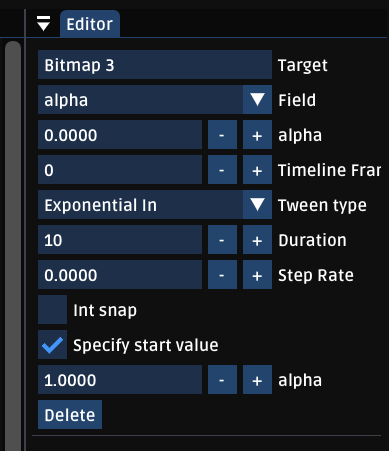 Editor
Bitmap 3 Target
alpha Field
0.0000 - + alpha
0 - + Timeline Frar
Exponential In Tween type
10 - + Duration
0.0000 - + Step Rate
Int snap
Specify start value
1.0000 - + alpha
Delete